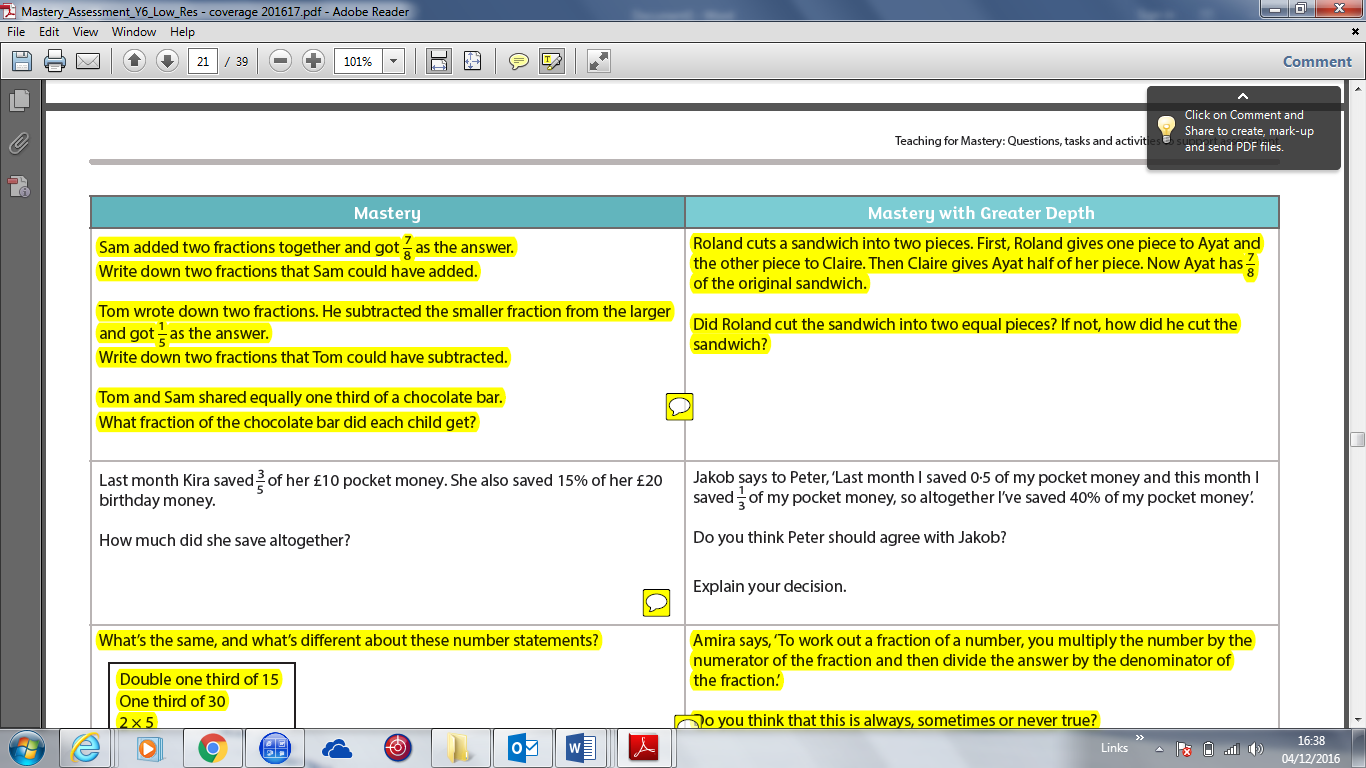 Mastery_Assessment_Y6_Low_Res - coverage 201617.pdf - Adobe Reader
File Edit View Window Help
21 / 39 101% Comment
Click on Comment and
Share to create, mark-up
and send PDF files.
Teaching for Mastery: Questions, tasks and activities
Mastery
Sam added two fractions together and got 7/8 as the answer.
Write down two fractions that Sam could have added.
Tom wrote down two fractions. He subtracted the smaller fraction from the larger
and got 1/5 as the answer.
Write down two fractions that Tom could have subtracted.
Tom and Sam shared equally one third of a chocolate bar.
What fraction of the chocolate bar did each child get?
Mastery with Greater Depth
Roland cuts a sandwich into two pieces. First, Roland gives one piece to Ayat and
the other piece to Claire. Then Claire gives Ayat half of her piece. Now Ayat has 7/8
of the original sandwich.
Did Roland cut the sandwich into two equal pieces? If not, how did he cut the
sandwich?
Last month Kira saved 3/5 of her £10 pocket money. She also saved 15% of her £20
birthday money.
How much did she save altogether?
Jakob says to Peter, ‘Last month I saved 0·5 of my pocket money and this month I
saved 1/3 of my pocket money, so altogether I’ve saved 40% of my pocket money’.
Do you think Peter should agree with Jakob?
Explain your decision.
What’s the same, and what’s different about these number statements?
Double one third of 15
One third of 30
2 × 5
Amira says, ‘To work out a fraction of a number, you multiply the number by the
numerator of the fraction and then divide the answer by the denominator of
the fraction.’
Do you think that this is always, sometimes or never true?
Links
16:38
04/12/2016